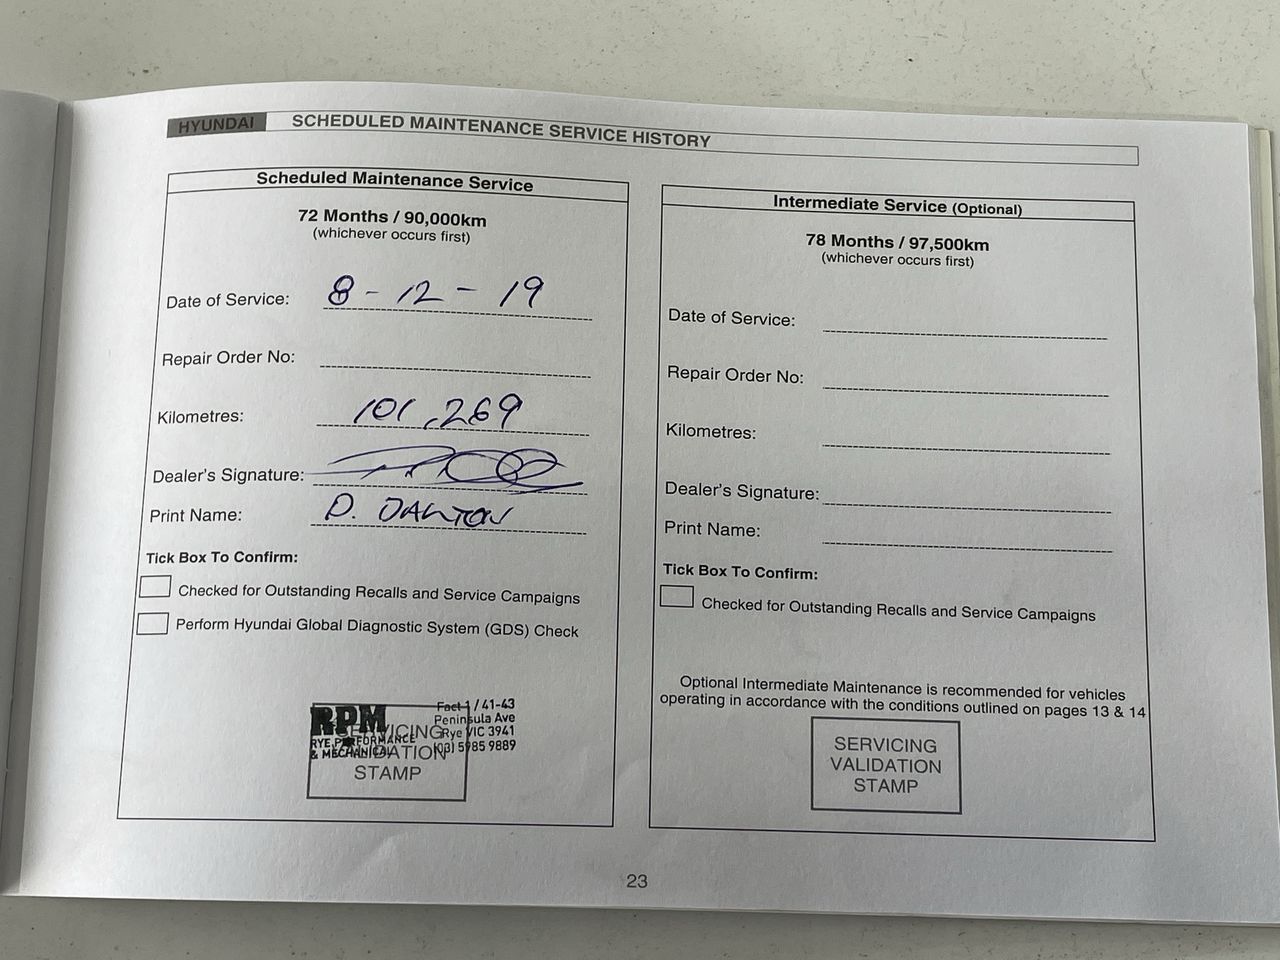 HYUNDAI SCHEDULED MAINTENANCE SERVICE HISTORY
Scheduled Maintenance Service
72 Months / 90,000km
(whichever occurs first)
Date of Service: 8 - 12 - 19
Repair Order No:
Kilometres: 101,269
Dealer's Signature:
Print Name: D. DALTON
Tick Box To Confirm:
Checked for Outstanding Recalls and Service Campaigns
Perform Hyundai Global Diagnostic System (GDS) Check
RPM
RYE PERFORMANCE
& MECHANICAL
Fact 1 / 41-43
Peninsula Ave
Rye VIC 3941
(03) 5985 9889
SERVICING
VALIDATION
STAMP
Intermediate Service (Optional)
78 Months / 97,500km
(whichever occurs first)
Date of Service:
Repair Order No:
Kilometres:
Dealer's Signature:
Print Name:
Tick Box To Confirm:
Checked for Outstanding Recalls and Service Campaigns
Optional Intermediate Maintenance is recommended for vehicles
operating in accordance with the conditions outlined on pages 13 & 14
SERVICING
VALIDATION
STAMP
23